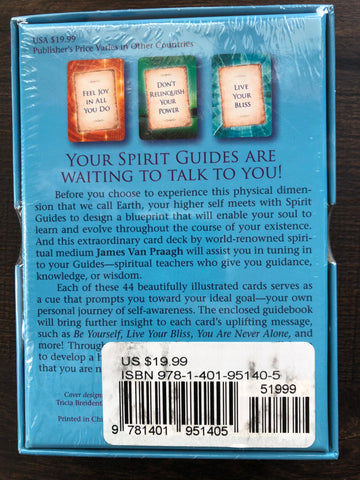 USA $19.99
Publisher's Price Varies in Other Countries
FEEL JOY
IN ALL
YOU DO
DON'T
RELINQUISH
YOUR
POWER
LIVE
YOUR
BLISS
YOUR SPIRIT GUIDES ARE
WAITING TO TALK TO YOU!
Before you choose to experience this physical dimen-
sion that we call Earth, your higher self meets with Spirit
Guides to design a blueprint that will enable your soul to
learn and evolve throughout the course of your existence.
And this extraordinary card deck by world-renowned spiri-
tual medium James Van Praagh will assist you in tuning in
to your Guides—spiritual teachers who give you guidance,
knowledge, or wisdom.
Each of these 44 beautifully illustrated cards serves as
a cue that prompts you toward your ideal goal—your own
personal journey of self-awareness. The enclosed guidebook
will bring further insight to each card's uplifting message,
such as Be Yourself, Live Your Bliss, You Are Never Alone, and
more! Through
to develop a h
that you are n
US $19.99
ISBN 978-1-401-95140-5
51999
9 781401 951405
Cover design
Tricia Breident
Printed in Chi